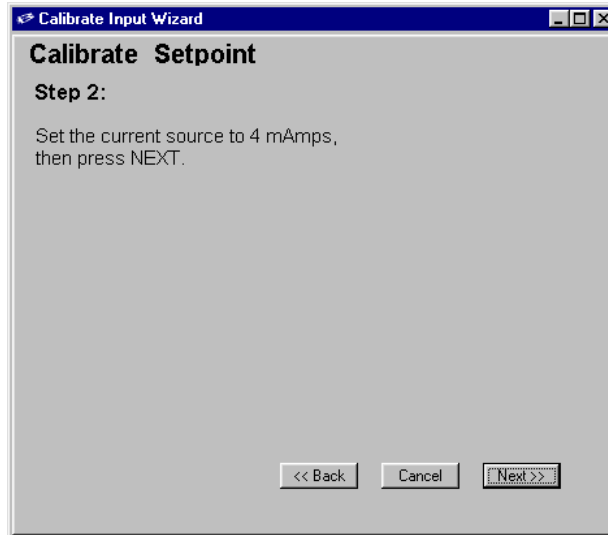 Calibrate Input Wizard
Calibrate Setpoint
Step 2:
Set the current source to 4 mAmps,
then press NEXT.
<< Back Cancel Next >>